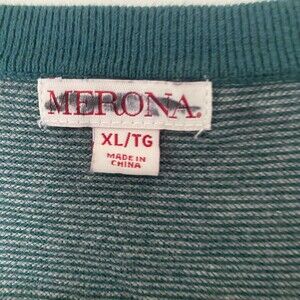 MERONA.
XL/TG
MADE IN
CHINA